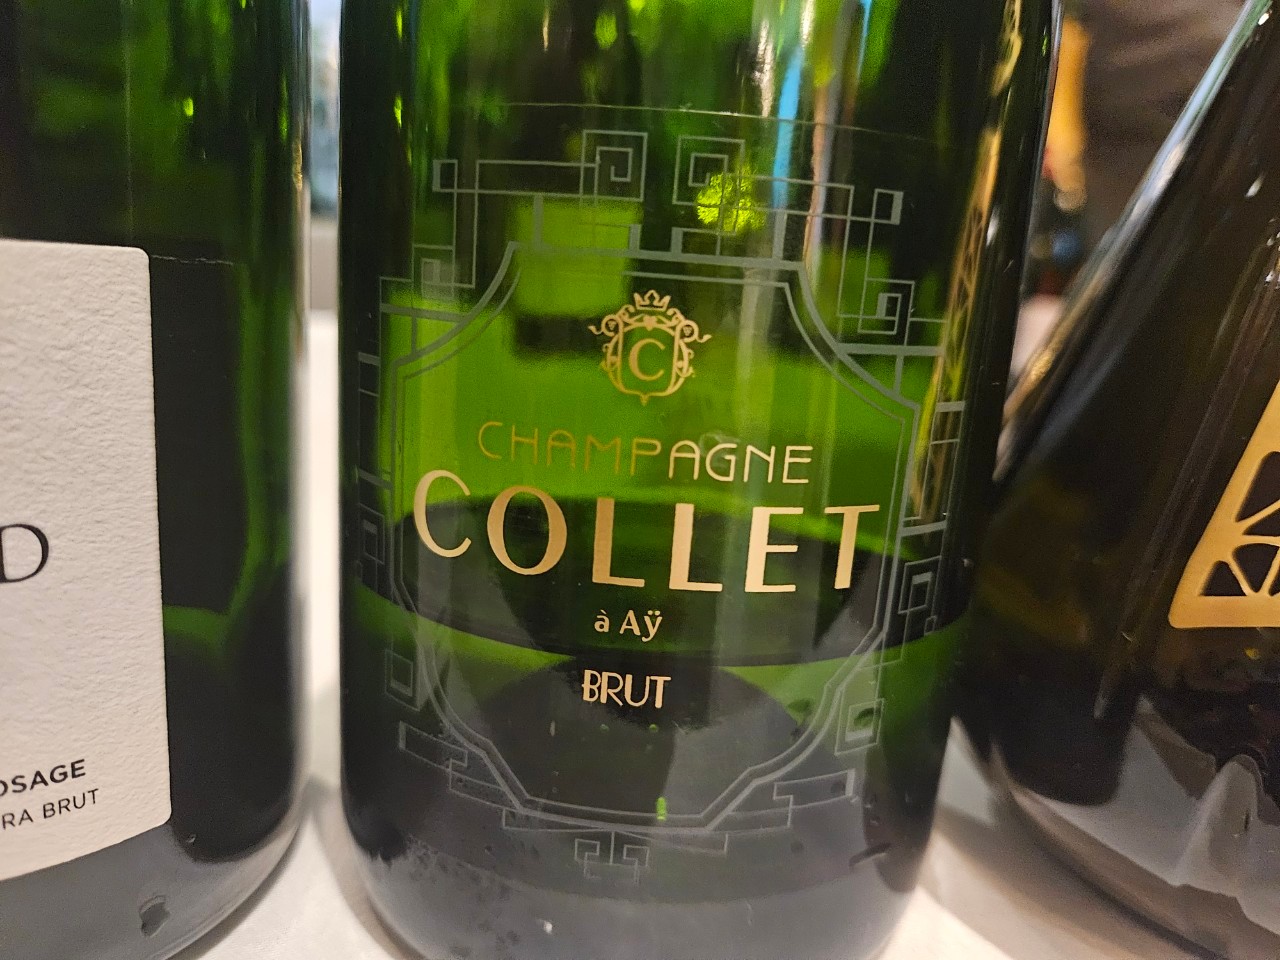 D
OSAGE
RA BRUT
C
CHAMPAGNE
COLLET
à Aÿ
BRUT